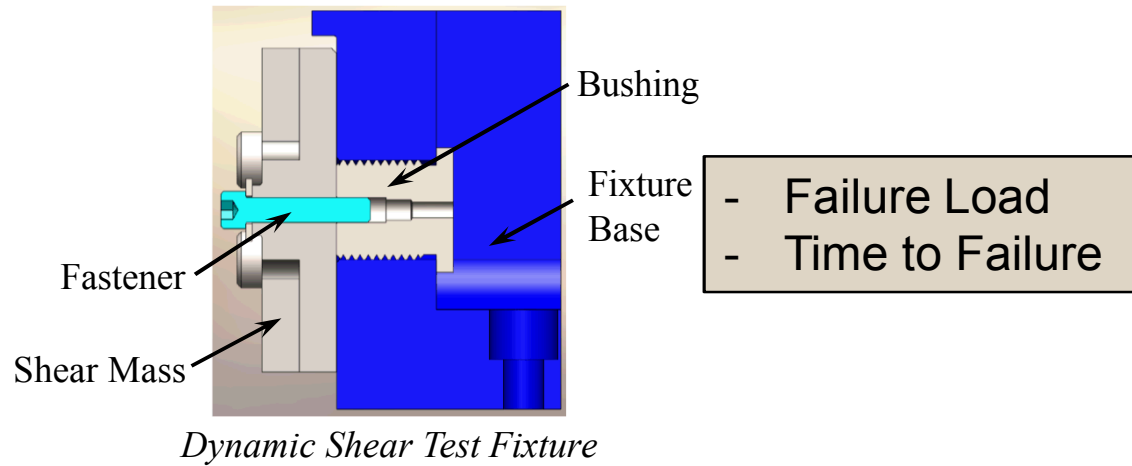 Bushing
Fixture
Base
Fastener
Shear Mass
Dynamic Shear Test Fixture
- Failure Load
- Time to Failure